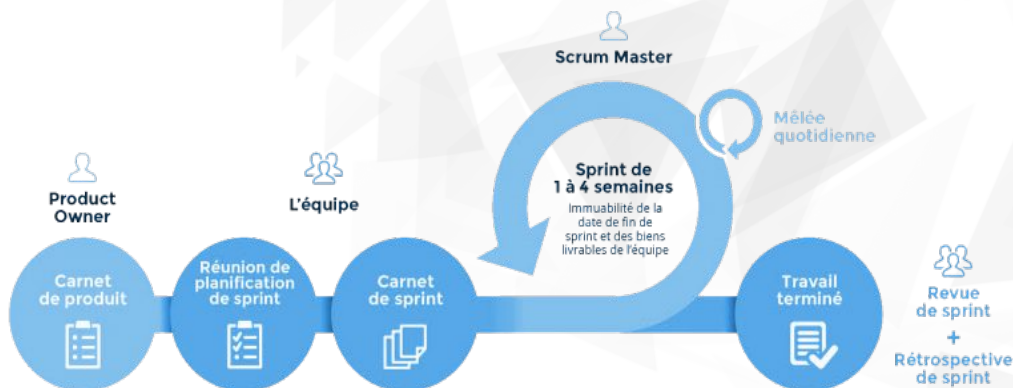 Scrum Master
Mêlée
quotidienne
Product
Owner
L'équipe
Sprint de
1 à 4 semaines
Immuabilité de la
date de fin de
sprint et des biens
livrables de l'équipe
Carnet
de produit
Réunion de
planification
de sprint
Carnet
de sprint
Travail
terminé
Revue
de sprint
+
Rétrospective
de sprint